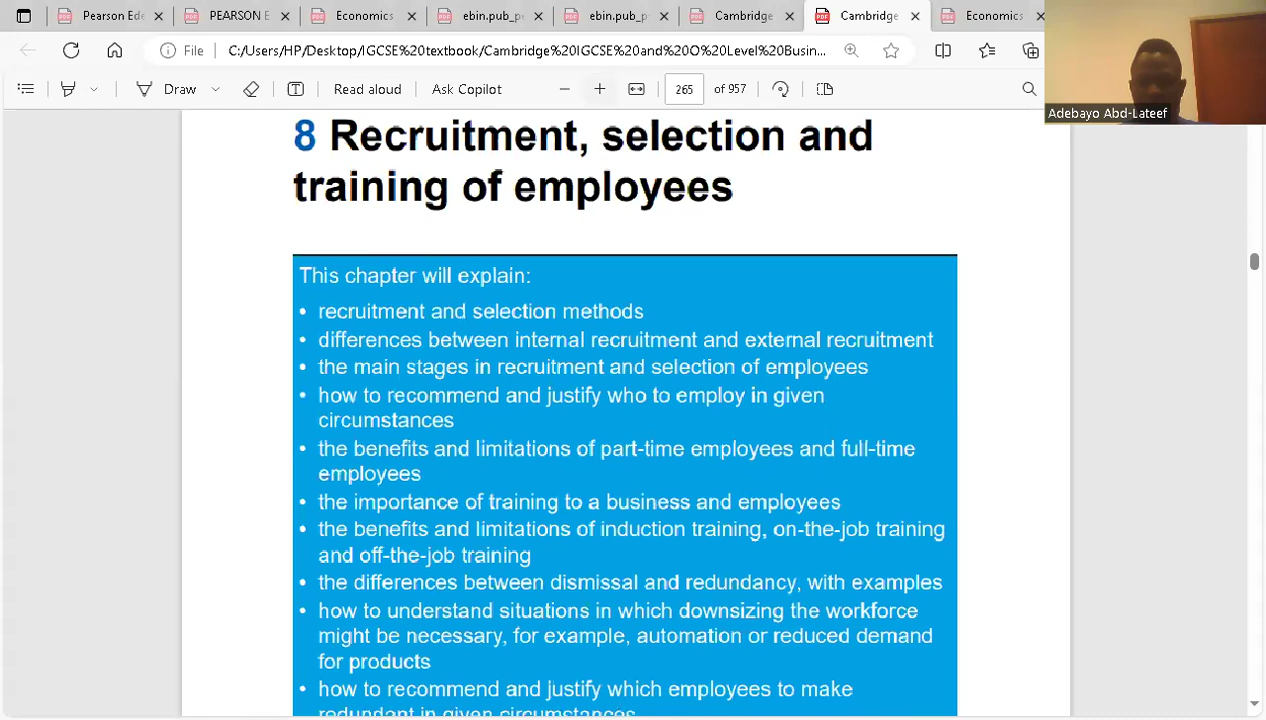 Pearson Ede
PEARSON E
Economics
ebin.pub_p
ebin.pub_p
Cambridge
Cambridge
Economics
File
C:/Users/HP/Desktop/IGCSE%20textbook/Cambridge%20IGCSE%20and%20O%20Level%20Busin...
Draw
Read aloud
Ask Copilot
265
of 957
Adebayo Abd-Lateef
8 Recruitment, selection and
training of employees
This chapter will explain:
• recruitment and selection methods
• differences between internal recruitment and external recruitment
• the main stages in recruitment and selection of employees
• how to recommend and justify who to employ in given
circumstances
• the benefits and limitations of part-time employees and full-time
employees
• the importance of training to a business and employees
• the benefits and limitations of induction training, on-the-job training
and off-the-job training
• the differences between dismissal and redundancy, with examples
• how to understand situations in which downsizing the workforce
might be necessary, for example, automation or reduced demand
for products
• how to recommend and justify which employees to make
redundant in given circumstances